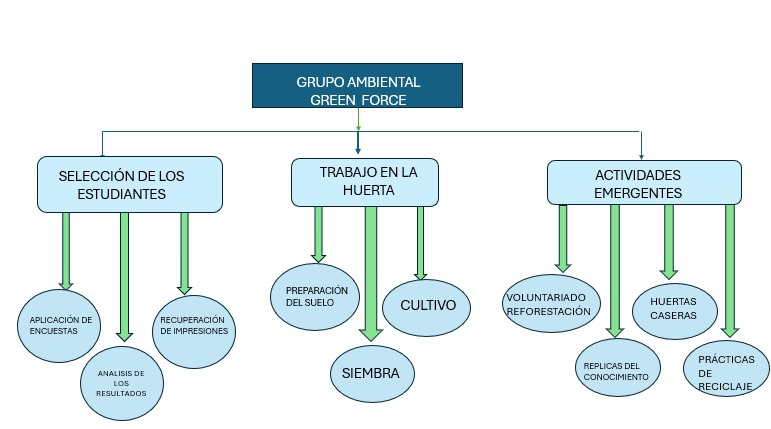 GRUPO AMBIENTAL
GREEN FORCE
SELECCIÓN DE LOS
ESTUDIANTES
TRABAJO EN LA
HUERTA
ACTIVIDADES
EMERGENTES
APLICACIÓN DE
ENCUESTAS
ANALISIS DE
LOS
RESULTADOS
RECUPERACIÓN
DE IMPRESIONES
PREPARACIÓN
DEL SUELO
SIEMBRA
CULTIVO
VOLUNTARIADO
REFORESTACIÓN
REPLICAS DEL
CONOCIMIENTO
HUERTAS
CASERAS
PRÁCTICAS
DE
RECICLAJE